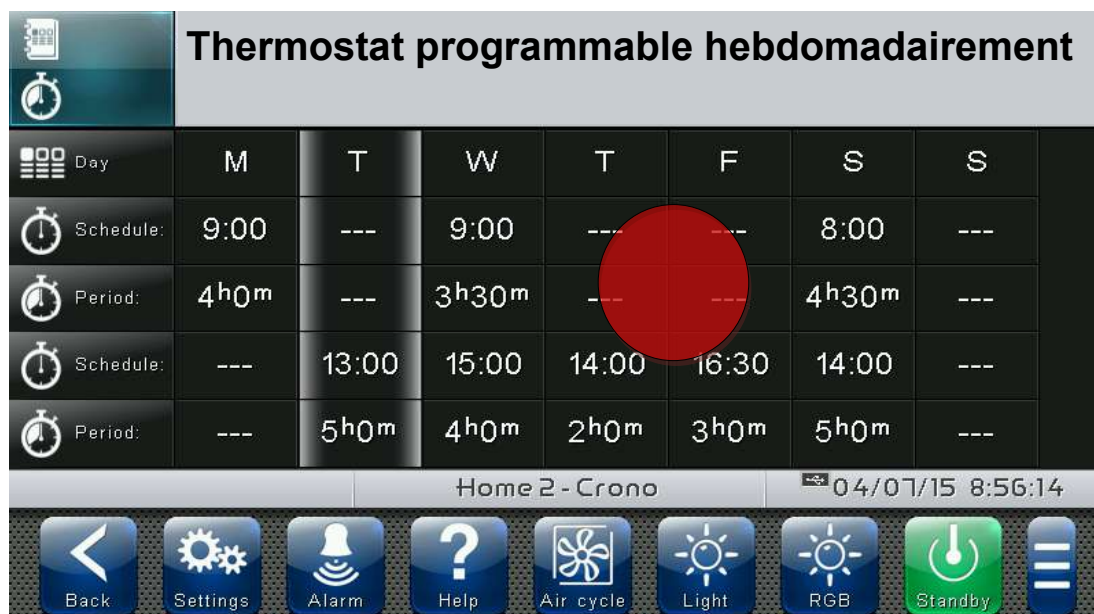 Thermostat programmable hebdomadairement
Day M T W T F S S
Schedule: 9:00 --- 9:00 --- --- 8:00 ---
Period: 4h0m --- 3h30m --- --- 4h30m ---
Schedule: --- 13:00 15:00 14:00 16:30 14:00 ---
Period: --- 5h0m 4h0m 2h0m 3h0m 5h0m ---
Home 2 - Crono 04/07/15 8:56:14
Back Settings Alarm Help Air cycle Light RGB Standby